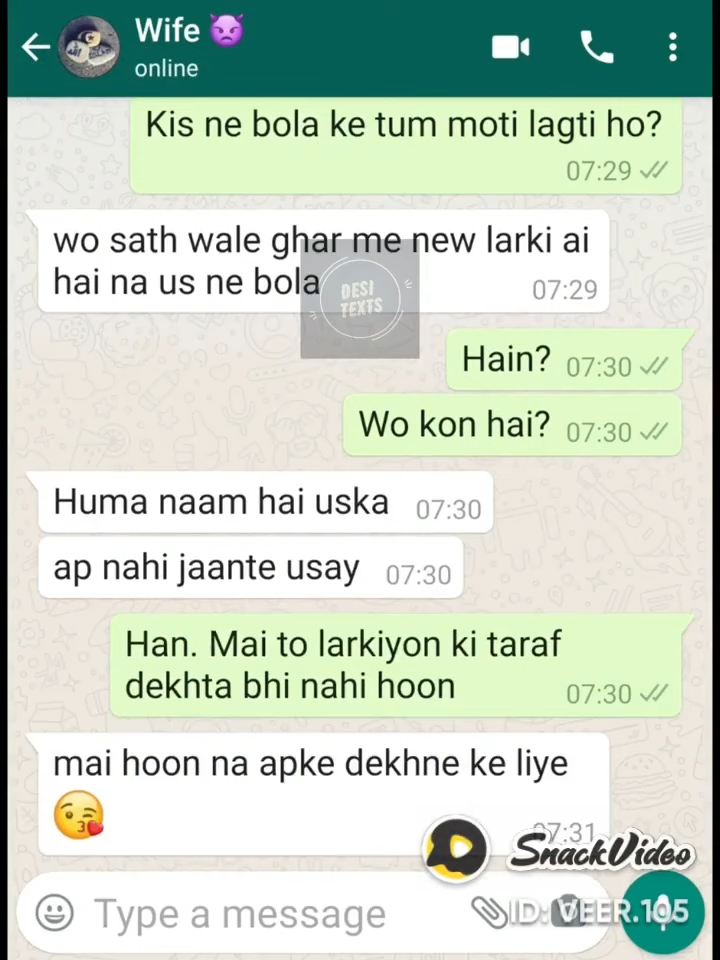 Wife 👿
online
Kis ne bola ke tum moti lagti ho?
07:29
wo sath wale ghar me new larki ai
hai na us ne bola
07:29
DESI
TEXTS
Hain? 07:30
Wo kon hai? 07:30
Huma naam hai uska 07:30
ap nahi jaante usay 07:30
Han. Mai to larkiyon ki taraf
dekhta bhi nahi hoon 07:30
mai hoon na apke dekhne ke liye
😘
07:31
SnackVideo
Type a message
ID: VEER.105